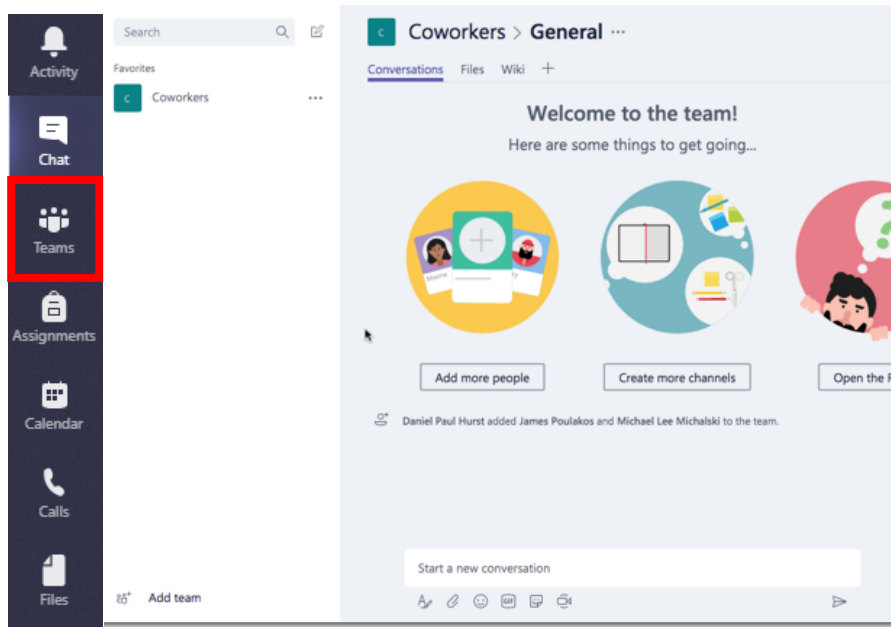 Activity
Chat
Teams
Assignments
Calendar
Calls
Files
Search
Favorites
C Coworkers ...
Add team
C Coworkers > General ...
Conversations Files Wiki +
Welcome to the team!
Here are some things to get going...
Add more people
Create more channels
Open the
Daniel Paul Hurst added James Poulakos and Michael Lee Michalski to the team.
Start a new conversation
GIF